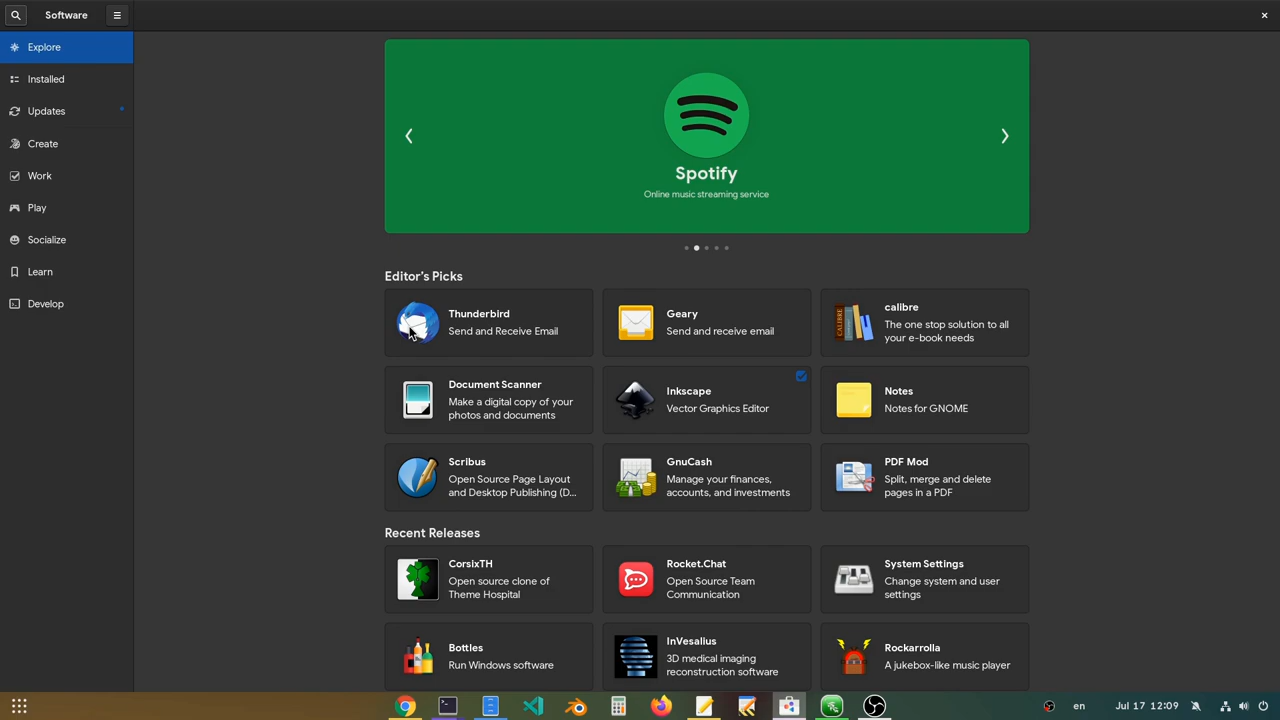 Software
Explore
Installed
Updates
Create
Work
Play
Socialize
Learn
Develop
Spotify
Online music streaming service
Editor's Picks
Thunderbird
Send and Receive Email
Geary
Send and receive email
CALIBRE
calibre
The one stop solution to all
your e-book needs
Document Scanner
Make a digital copy of your
photos and documents
Inkscape
Vector Graphics Editor
Notes
Notes for GNOME
Scribus
Open Source Page Layout
and Desktop Publishing (D...
GnuCash
Manage your finances,
accounts, and investments
PDF Mod
Split, merge and delete
pages in a PDF
Recent Releases
CorsixTH
Open source clone of
Theme Hospital
Rocket.Chat
Open Source Team
Communication
System Settings
Change system and user
settings
Bottles
Run Windows software
InVesalius
3D medical imaging
reconstruction software
Rockarrolla
A jukebox-like music player
en
Jul 17 12:09